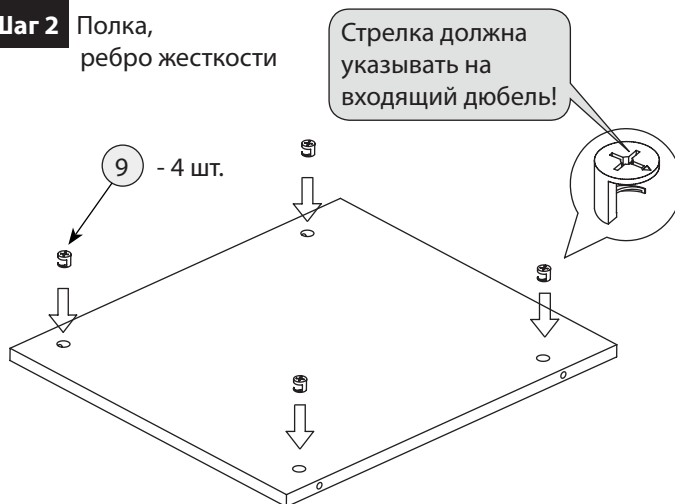 Шаг 2 Полка,
ребро жесткости
Стрелка должна
указывать на
входящий дюбель!
9 - 4 шт.